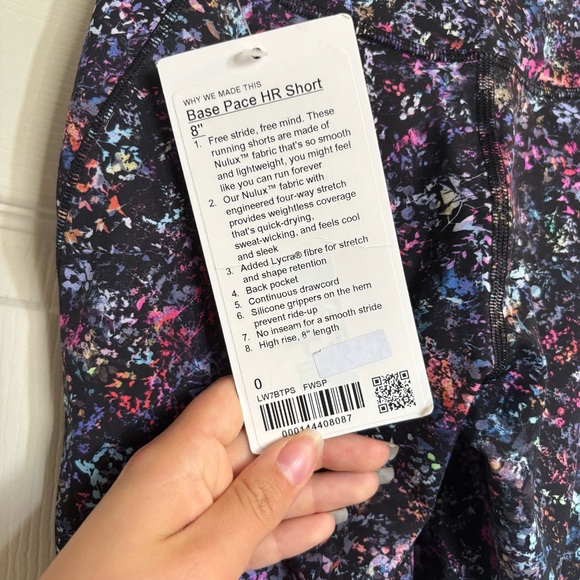 WHY WE MADE THIS
Base Pace HR Short
8"
1. Free stride, free mind. These
running shorts are made of
Nulux™ fabric that's so smooth
and lightweight, you might feel
like you can run forever
2. Our Nulux™ fabric with
engineered four-way stretch
provides weightless coverage
that's quick-drying,
sweat-wicking, and feels cool
and sleek
3. Added Lycra® fibre for stretch
and shape retention
4. Back pocket
5. Continuous drawcord
6. Silicone grippers on the hem
prevent ride-up
7. No inseam for a smooth stride
8. High rise, 8" length
0
LW7BTPS FWSP
000144408087